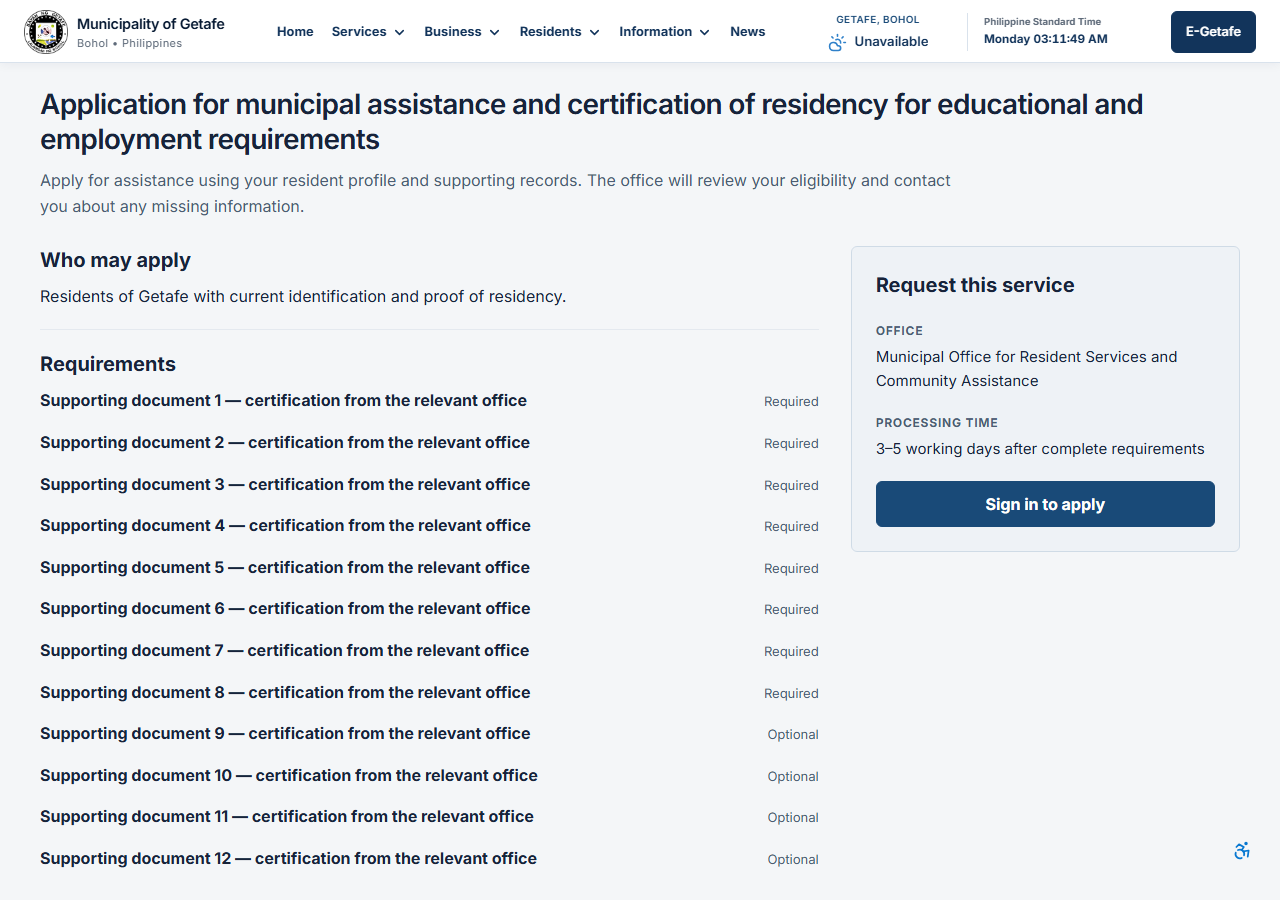 Municipality of Getafe
Bohol • Philippines
Home
Services
Business
Residents
Information
News
GETAFE, BOHOL
Unavailable
Philippine Standard Time
Monday 03:11:49 AM
E-Getafe
Application for municipal assistance and certification of residency for educational and
employment requirements
Apply for assistance using your resident profile and supporting records. The office will review your eligibility and contact
you about any missing information.
Who may apply
Residents of Getafe with current identification and proof of residency.
Requirements
Supporting document 1 — certification from the relevant office Required
Supporting document 2 — certification from the relevant office Required
Supporting document 3 — certification from the relevant office Required
Supporting document 4 — certification from the relevant office Required
Supporting document 5 — certification from the relevant office Required
Supporting document 6 — certification from the relevant office Required
Supporting document 7 — certification from the relevant office Required
Supporting document 8 — certification from the relevant office Required
Supporting document 9 — certification from the relevant office Optional
Supporting document 10 — certification from the relevant office Optional
Supporting document 11 — certification from the relevant office Optional
Supporting document 12 — certification from the relevant office Optional
Request this service
OFFICE
Municipal Office for Resident Services and
Community Assistance
PROCESSING TIME
3–5 working days after complete requirements
Sign in to apply